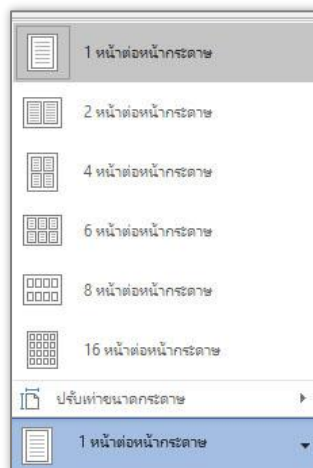 1 หน้าต่อหน้ากระดาษ
2 หน้าต่อหน้ากระดาษ
4 หน้าต่อหน้ากระดาษ
6 หน้าต่อหน้ากระดาษ
8 หน้าต่อหน้ากระดาษ
16 หน้าต่อหน้ากระดาษ
ปรับเท่าขนาดกระดาษ
1 หน้าต่อหน้ากระดาษ